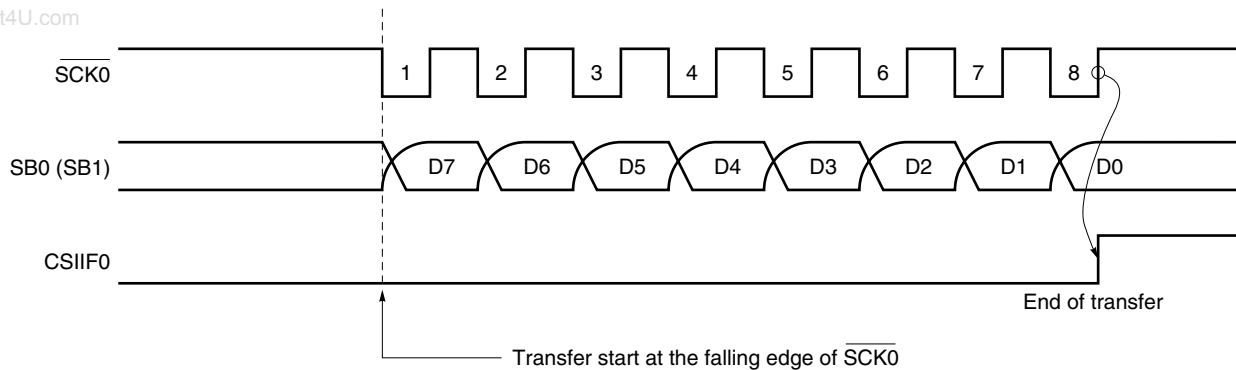 t4U.com
SCK0
1 2 3 4 5 6 7 8
SB0 (SB1)
D7 D6 D5 D4 D3 D2 D1 D0
CSIIF0
End of transfer
Transfer start at the falling edge of SCK0